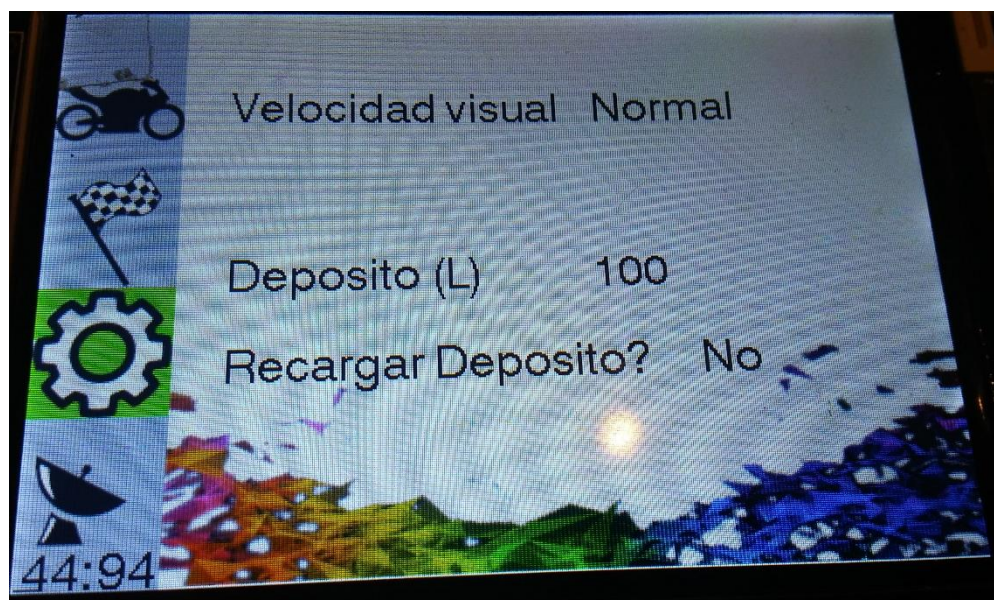 Velocidad visual Normal
Deposito (L) 100
Recargar Deposito? No
44:94